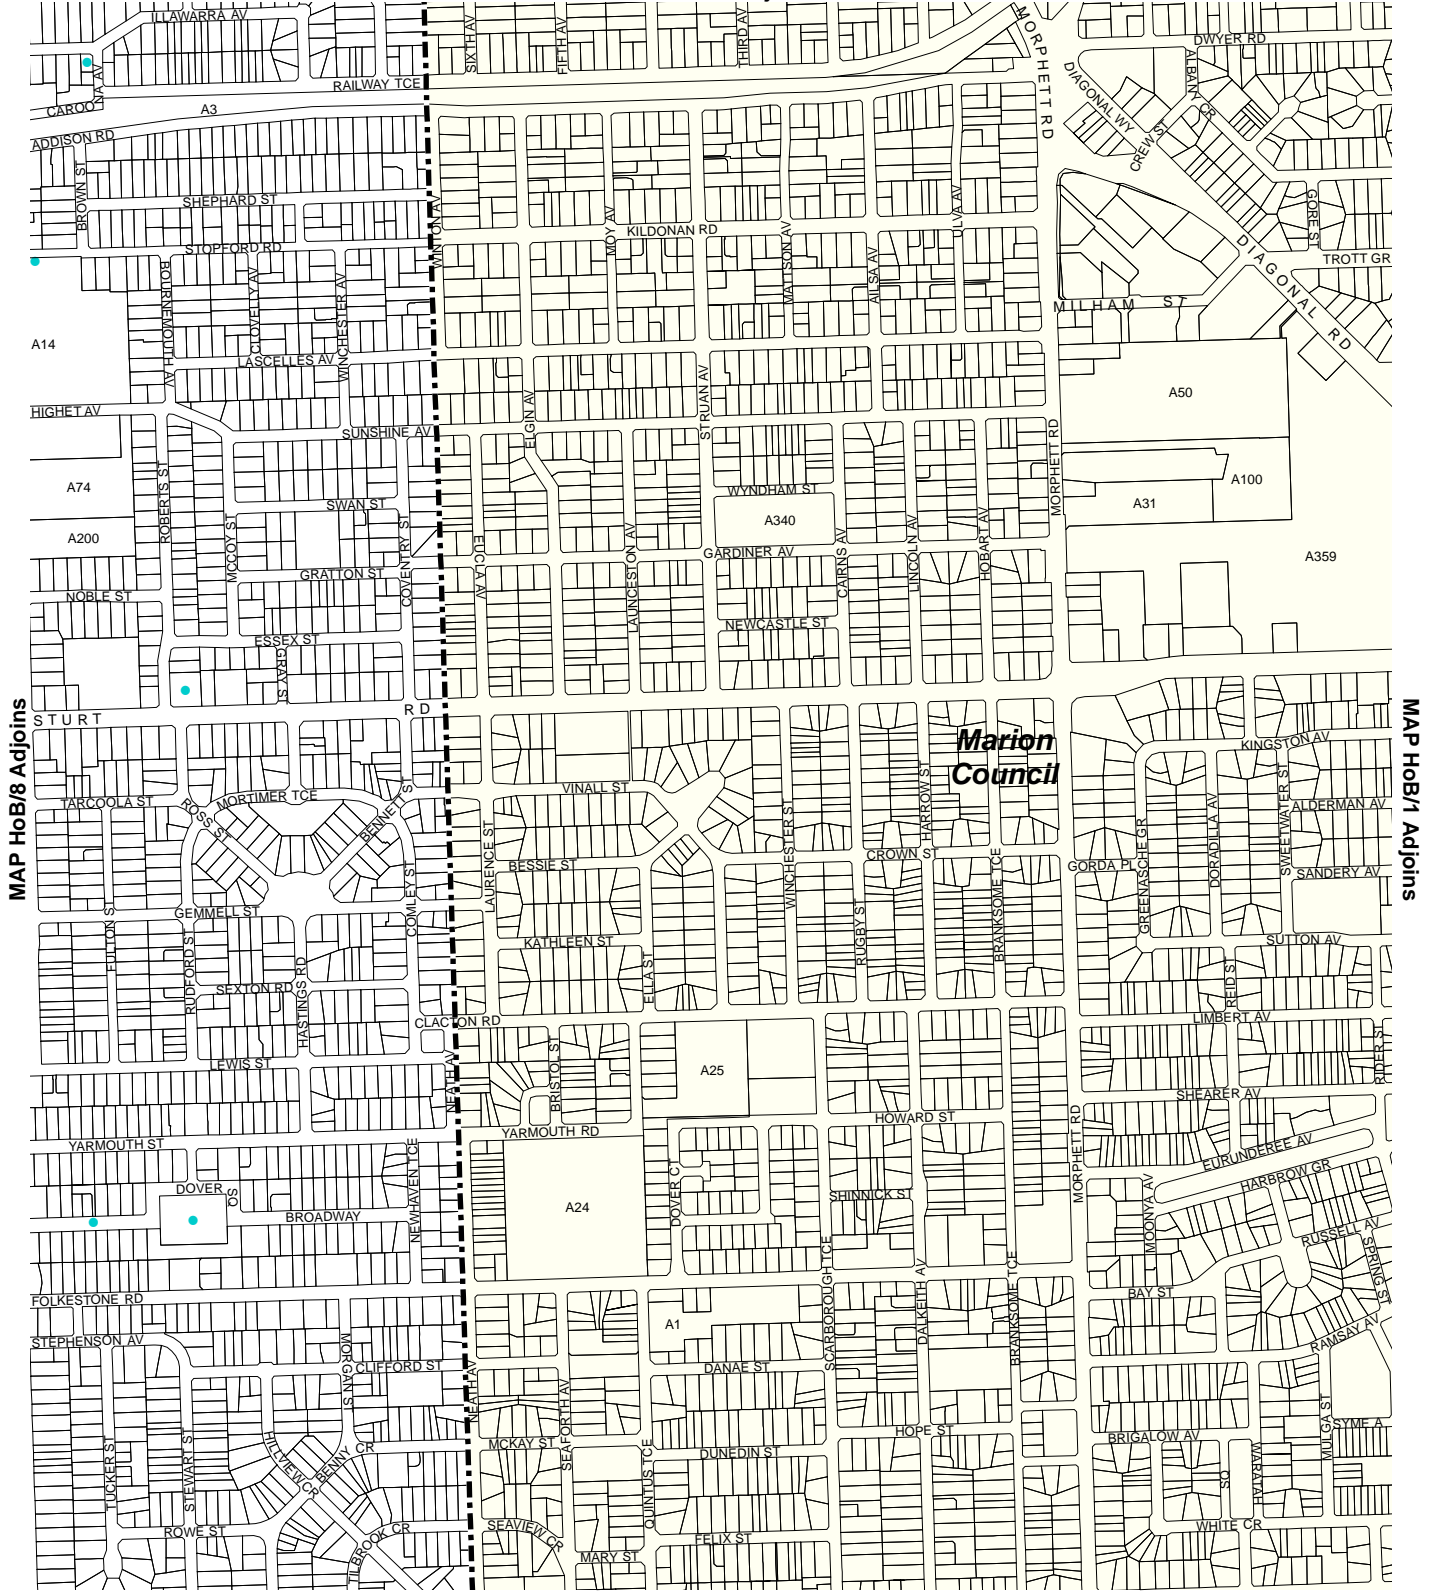 ILLAWARRA AV
SIXTH AV
FIFTH AV
THIRD AV
MORPHETT RD
DWYER RD
ALBANY CR
DIAGONAL WY
CREW ST
CAROONA AV
RAILWAY TCE
A3
ADDISON RD
BROWN ST
SHEPHARD ST
STOPFORD RD
WINTON AV
MOY AV
KILDONAN RD
MATTSON AV
AILSA AV
GORE ST
DIAGONAL RD
TROTT GR
MILHAM ST
BOURNEMOUTH AV
CLOVELLY AV
WINCHESTER AV
A14
LASCELLES AV
HIGHET AV
SUNSHINE AV
ELGIN AV
STRUAN AV
A50
MORPHETT RD
A74
ROBERTS ST
SWAN ST
WYNDHAM ST
A340
A100
A31
A200
MCCOY ST
COVENTRY ST
EUCLA AV
LAUNCESTON AV
GARDINER AV
CAIRNS AV
LINCOLN AV
HOBART AV
A359
GRATTON ST
NOBLE ST
ESSEX ST
GRAY ST
NEWCASTLE ST
STURT RD
MAP HoB/8 Adjoins
MAP HoB/1 Adjoins
Marion
Council
KINGSTON AV
TARCOOLA ST
ROSS ST
MORTIMER TCE
BENNETT ST
VINALL ST
LAURENCE ST
BESSIE ST
WINCHESTER ST
HARROW ST
CROWN ST
BRANKSOME TCE
GORDA PL
GREENASCHE GR
DORADILLA AV
SWEETWATER ST
ALDERMAN AV
SANDERY AV
COMLEY ST
FULTON ST
GEMMELL ST
RUDFORD ST
HASTINGS RD
SEXTON RD
KATHLEEN ST
ELLA ST
RUGBY ST
SUTTON AV
REID ST
LIMBERT AV
RIDER ST
CLACTON RD
LEWIS ST
NEATH AV
BRISTOL ST
A25
SHEARER AV
HOWARD ST
YARMOUTH ST
YARMOUTH RD
MORPHETT RD
EURUNDEREE AV
HARBROW GR
DOVER SQ
NEWHAVEN TCE
BROADWAY
A24
DOVER CT
SHINNICK ST
MOONYA AV
RUSSELL AV
SPRING ST
FOLKESTONE RD
SCARBOROUGH TCE
DALKEITH AV
BRANKSOME TCE
BAY ST
RAMSAY AV
STEPHENSON AV
A1
MORGAN ST
CLIFFORD ST
NEATH AV
DANAE ST
SEAFORTH AV
MULGA ST
SYME A
TUCKER ST
STEWART ST
HILLVIEW CR
PENNY CR
MCKAY ST
QUINTUS TCE
DUNEDIN ST
HOPE ST
BRIGALOW AV
SQ
WARATAH
ROWE ST
TILBROOK CR
SEAVIEW CR
MARY ST
FELIX ST
WHITE CR